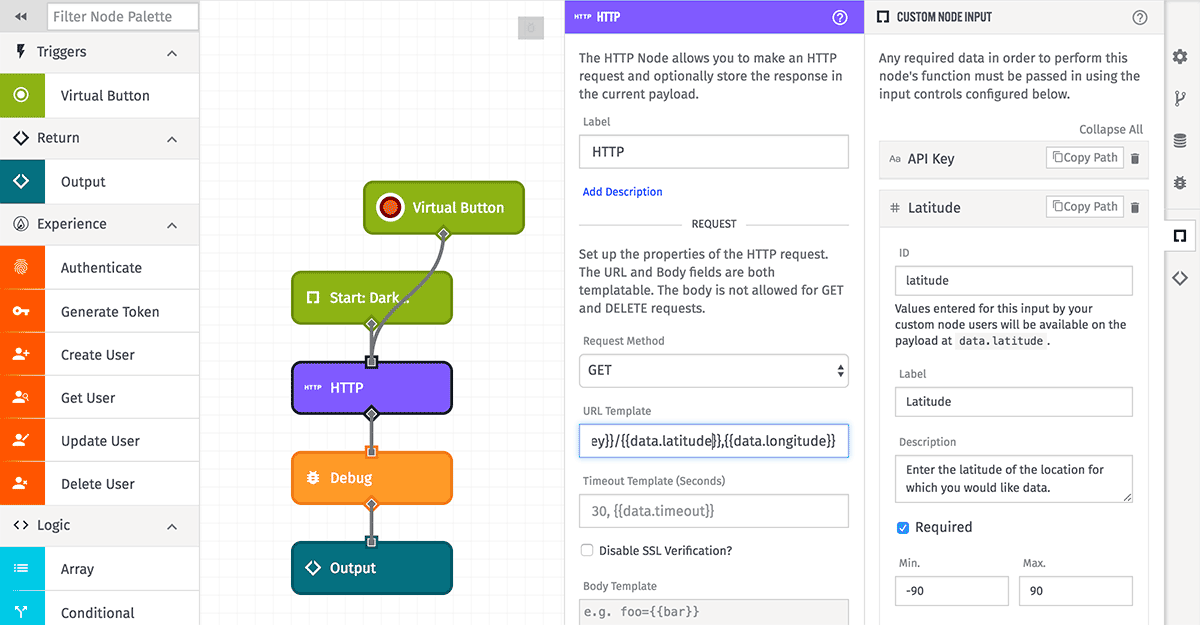 Filter Node Palette
Triggers
Virtual Button
Return
Output
Experience
Authenticate
Generate Token
Create User
Get User
Update User
Delete User
Logic
Array
Conditional
Virtual Button
Start: Dark...
HTTP HTTP
Debug
Output
HTTP HTTP
The HTTP Node allows you to make an HTTP
request and optionally store the response in
the current payload.
Label
HTTP
Add Description
REQUEST
Set up the properties of the HTTP request.
The URL and Body fields are both
templatable. The body is not allowed for GET
and DELETE requests.
Request Method
GET
URL Template
ey}}/{{data.latitude}},{{data.longitude}}
Timeout Template (Seconds)
30, {{data.timeout}}
Disable SSL Verification?
Body Template
e.g. foo={{bar}}
CUSTOM NODE INPUT
Any required data in order to perform this
node's function must be passed in using the
input controls configured below.
Collapse All
Aa API Key Copy Path
# Latitude Copy Path
ID
latitude
Values entered for this input by your
custom node users will be available on the
payload at data.latitude.
Label
Latitude
Description
Enter the latitude of the location for
which you would like data.
Required
Min. Max.
-90 90